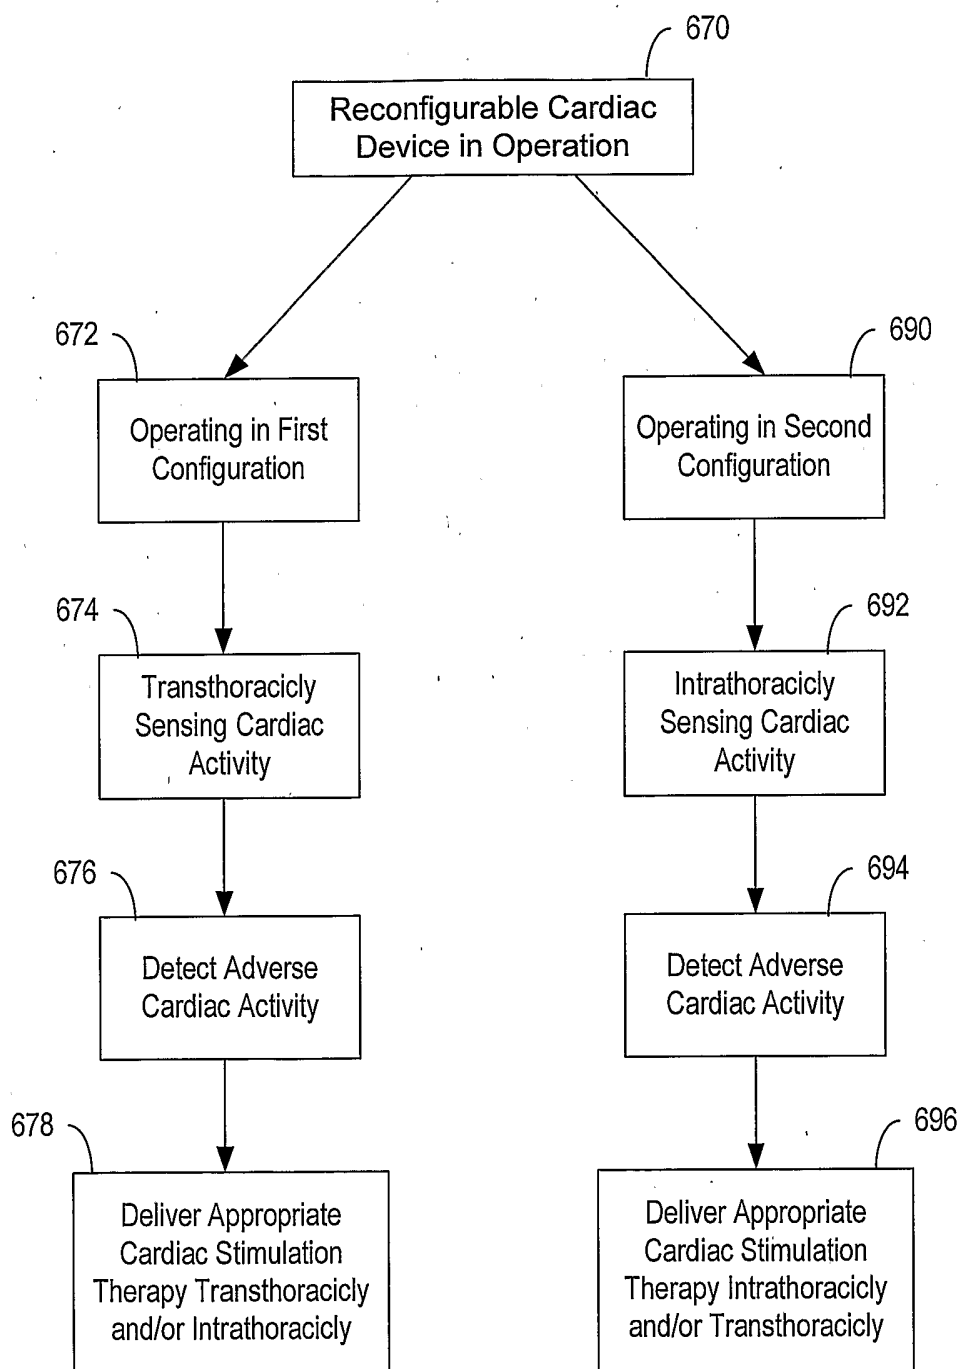 670
Reconfigurable Cardiac
Device in Operation
672
690
Operating in First
Configuration
Operating in Second
Configuration
674
692
Transthoracicly
Sensing Cardiac
Activity
Intrathoracicly
Sensing Cardiac
Activity
676
694
Detect Adverse
Cardiac Activity
Detect Adverse
Cardiac Activity
678
696
Deliver Appropriate
Cardiac Stimulation
Therapy Transthoracicly
and/or Intrathoracicly
Deliver Appropriate
Cardiac Stimulation
Therapy Intrathoracicly
and/or Transthoracicly